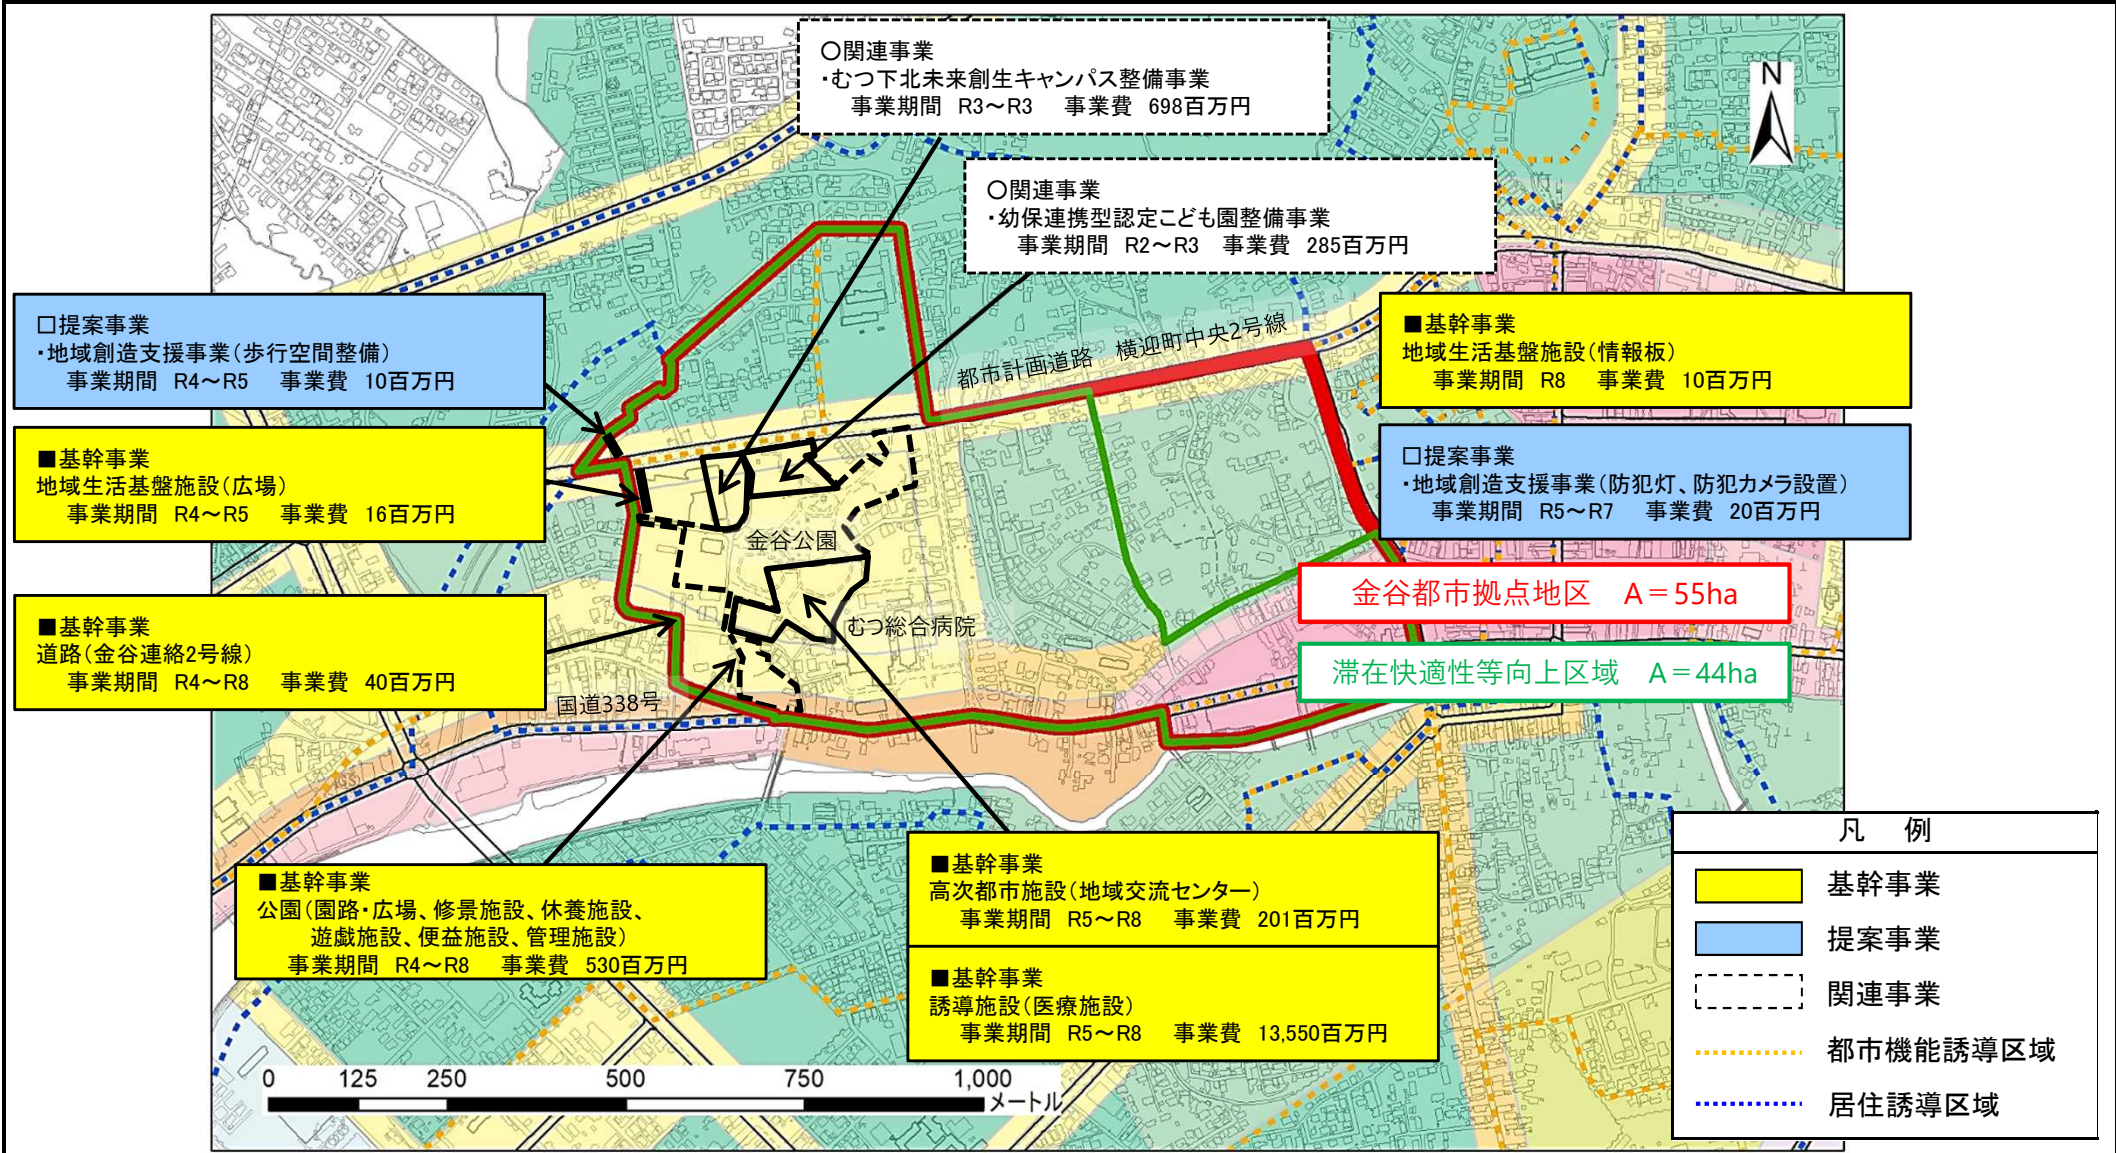 〇関連事業
・むつ下北未来創生キャンパス整備事業
事業期間 R3～R3 事業費 698百万円
〇関連事業
・幼保連携型認定こども園整備事業
事業期間 R2～R3 事業費 285百万円
N
□提案事業
・地域創造支援事業(歩行空間整備)
事業期間 R4～R5 事業費 10百万円
■基幹事業
地域生活基盤施設(広場)
事業期間 R4～R5 事業費 16百万円
■基幹事業
道路(金谷連絡2号線)
事業期間 R4～R8 事業費 40百万円
都市計画道路 横迎町中央2号線
■基幹事業
地域生活基盤施設(情報板)
事業期間 R8 事業費 10百万円
□提案事業
・地域創造支援事業(防犯灯、防犯カメラ設置)
事業期間 R5～R7 事業費 20百万円
金谷公園
むつ総合病院
国道338号
金谷都市拠点地区 A＝55ha
滞在快適性等向上区域 A＝44ha
■基幹事業
公園(園路・広場、修景施設、休養施設、
遊戯施設、便益施設、管理施設)
事業期間 R4～R8 事業費 530百万円
■基幹事業
高次都市施設(地域交流センター)
事業期間 R5～R8 事業費 201百万円
■基幹事業
誘導施設(医療施設)
事業期間 R5～R8 事業費 13,550百万円
0 125 250 500 750 1,000
メートル
凡 例
基幹事業
提案事業
関連事業
都市機能誘導区域
居住誘導区域